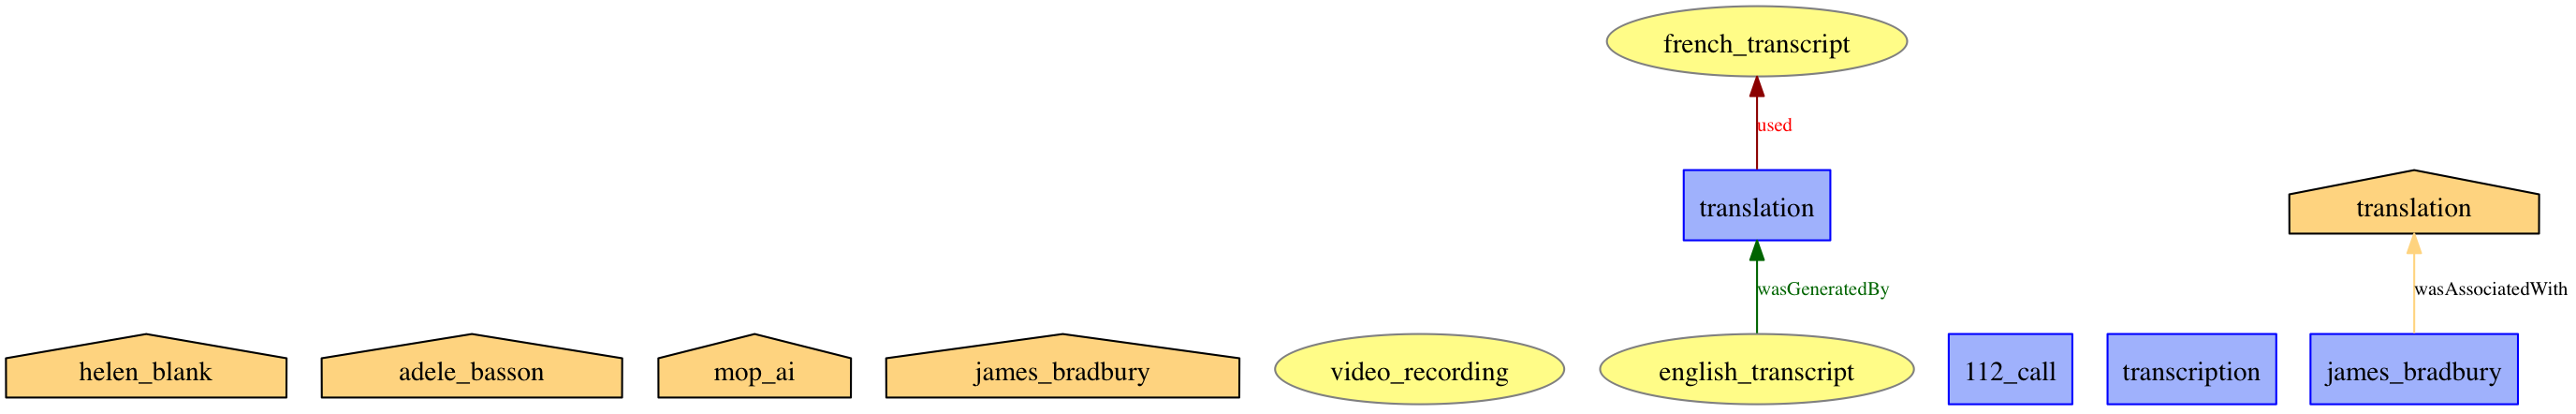 french_transcript
used
translation
translation
wasGeneratedBy
wasAssociatedWith
helen_blank
adele_basson
mop_ai
james_bradbury
video_recording
english_transcript
112_call
transcription
james_bradbury